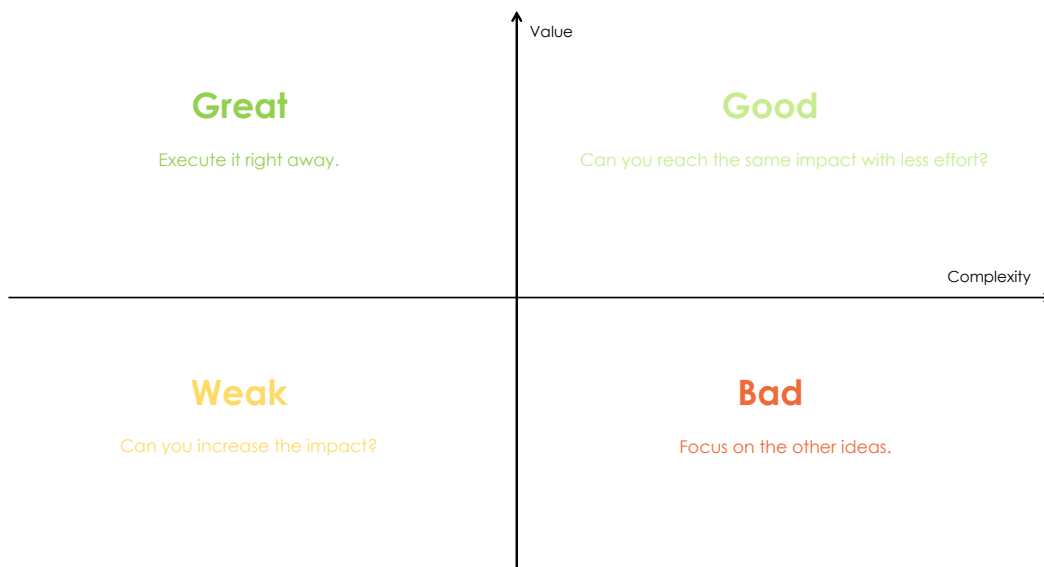 Value
Great
Good
Execute it right away.
Can you reach the same impact with less effort?
Complexity
Weak
Bad
Can you increase the impact?
Focus on the other ideas.